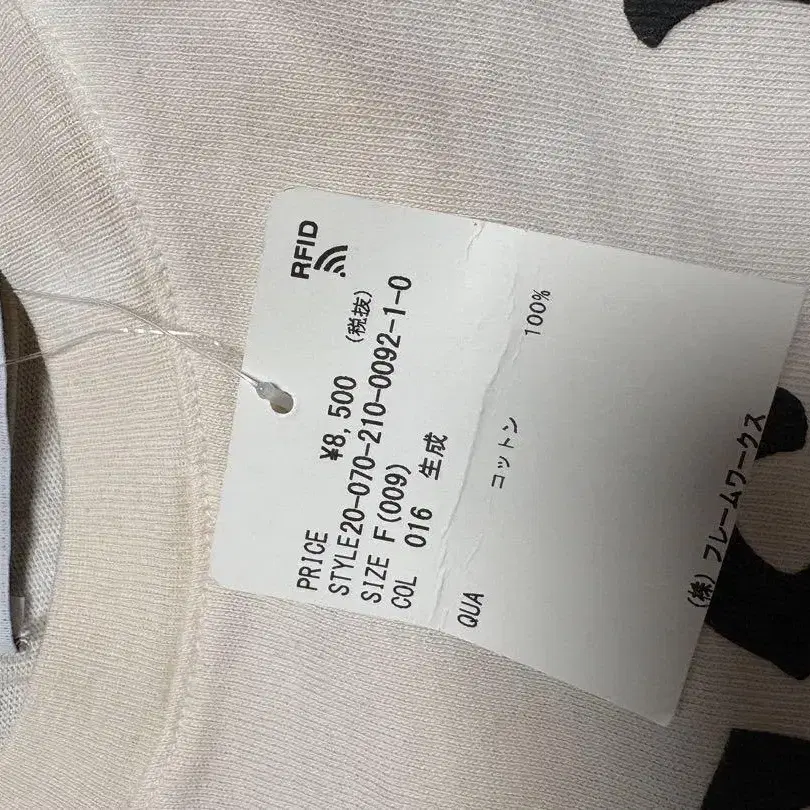 RFID
PRICE ¥8,500 (税抜)
STYLE20-070-210-0092-1-0
SIZE F(009)
COL 016 生成
QUA コットン 100%
(株)フレームワークス